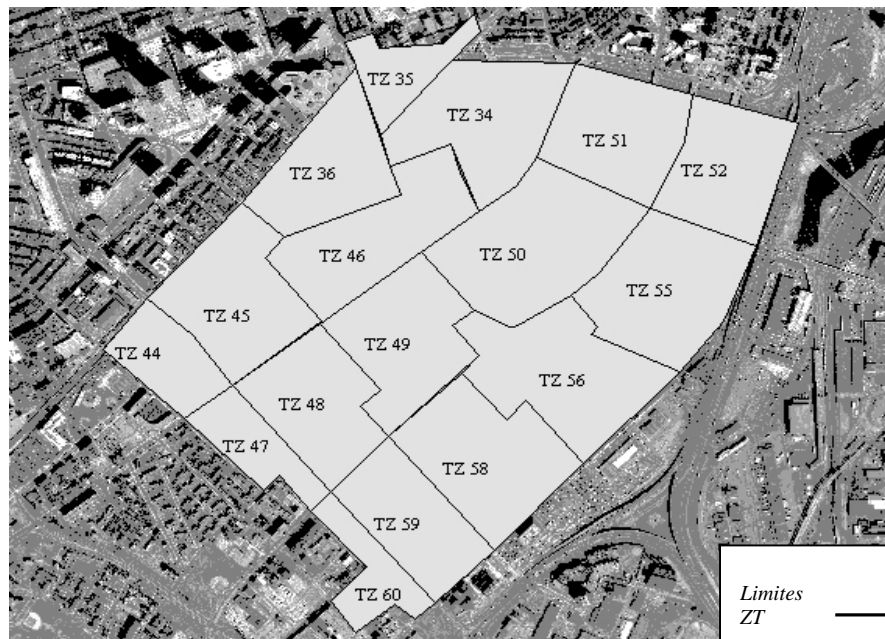 TZ 35
TZ 34
TZ 51
TZ 52
TZ 36
TZ 46
TZ 50
TZ 55
TZ 45
TZ 44
TZ 49
TZ 56
TZ 48
TZ 47
TZ 58
TZ 59
TZ 60
Limites
ZT